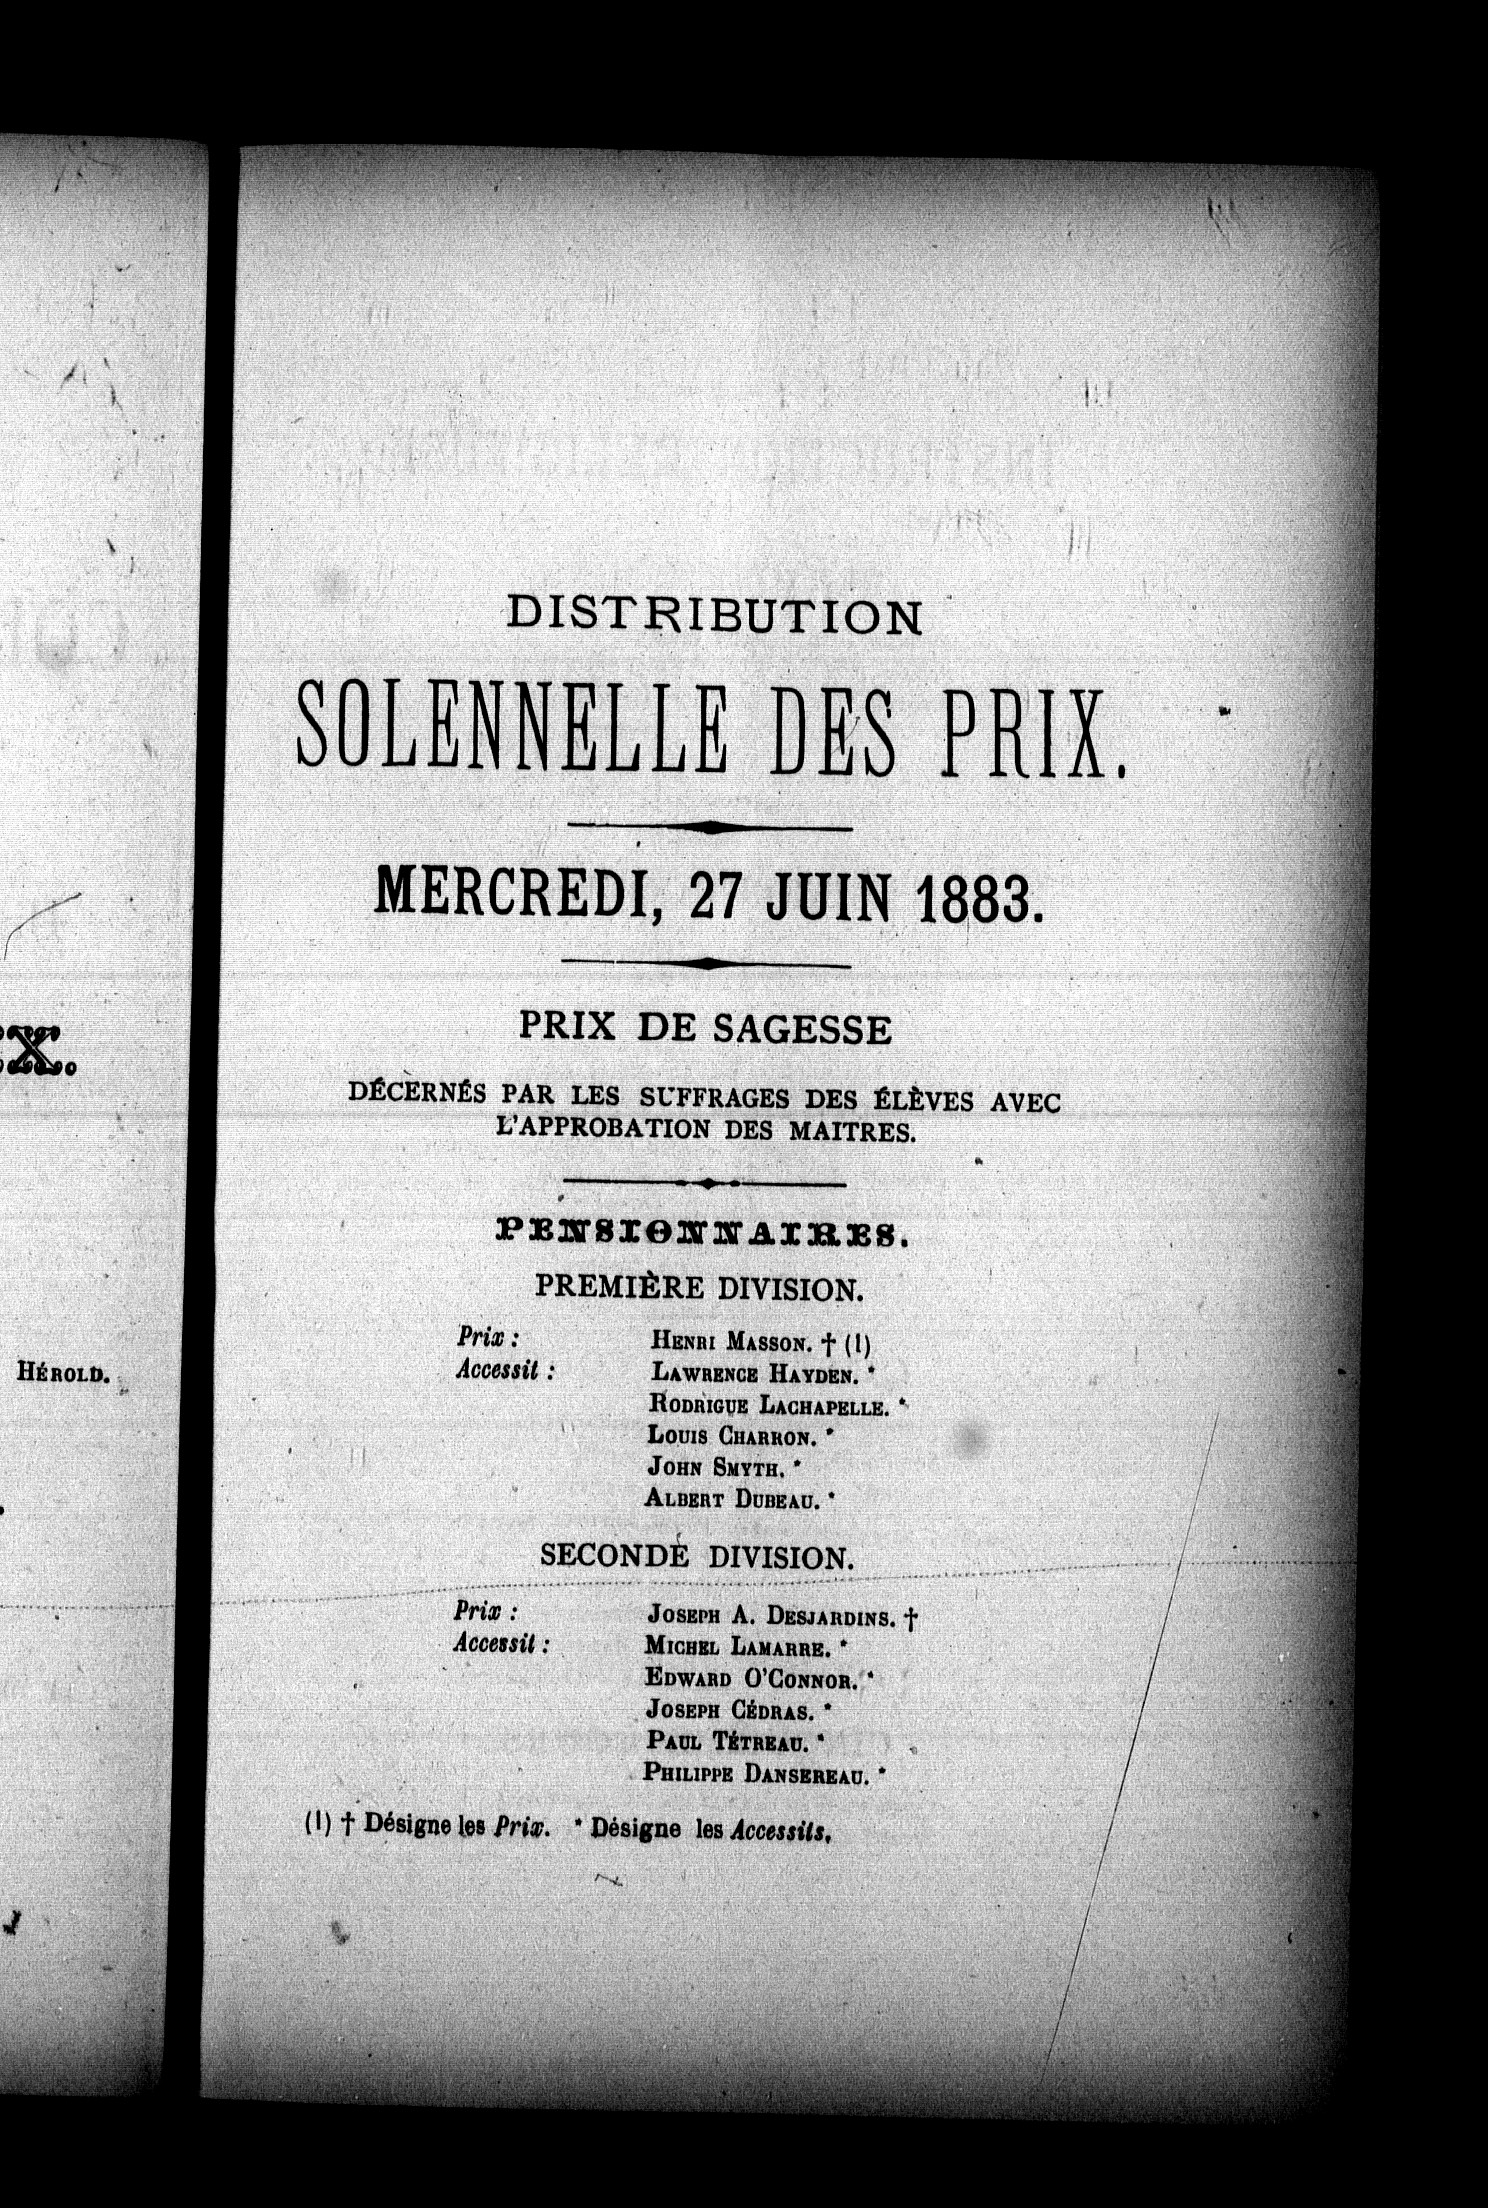 X.
HÉROLD.
DISTRIBUTION
SOLENNELLE DES PRIX.
MERCREDI, 27 JUIN 1883.
PRIX DE SAGESSE
DÉCERNÉS PAR LES SUFFRAGES DES ÉLÈVES AVEC
L'APPROBATION DES MAITRES.
PENSIONNAIRES.
PREMIÈRE DIVISION.
Prix : HENRI MASSON. † (1)
Accessit : LAWRENCE HAYDEN. *
RODRIGUE LACHAPELLE. *
LOUIS CHARRON. *
JOHN SMYTH. *
ALBERT DUBEAU. *
SECONDE DIVISION.
Prix : JOSEPH A. DESJARDINS. †
Accessit : MICHEL LAMARRE. *
EDWARD O'CONNOR. *
JOSEPH CÉDRAS. *
PAUL TÉTREAU. *
PHILIPPE DANSEREAU. *
(1) † Désigne les Prix. * Désigne les Accessits.